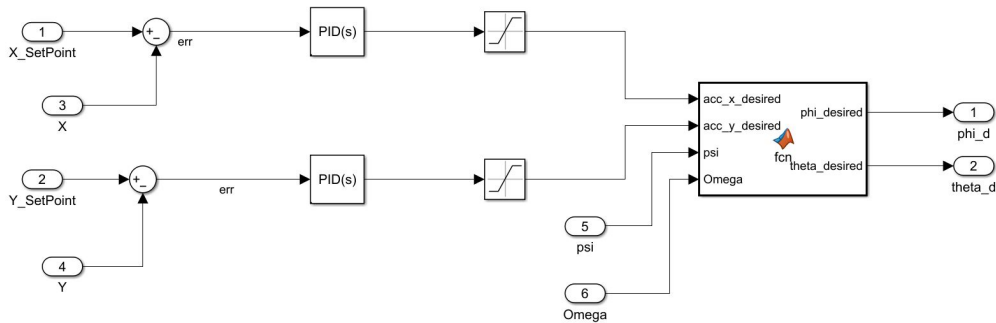 1
X_SetPoint
+
−
err
PID(s)
3
X
acc_x_desired
acc_y_desired
psi
Omega
fcn
phi_desired
theta_desired
1
phi_d
2
theta_d
2
Y_SetPoint
+
−
err
PID(s)
4
Y
5
psi
6
Omega